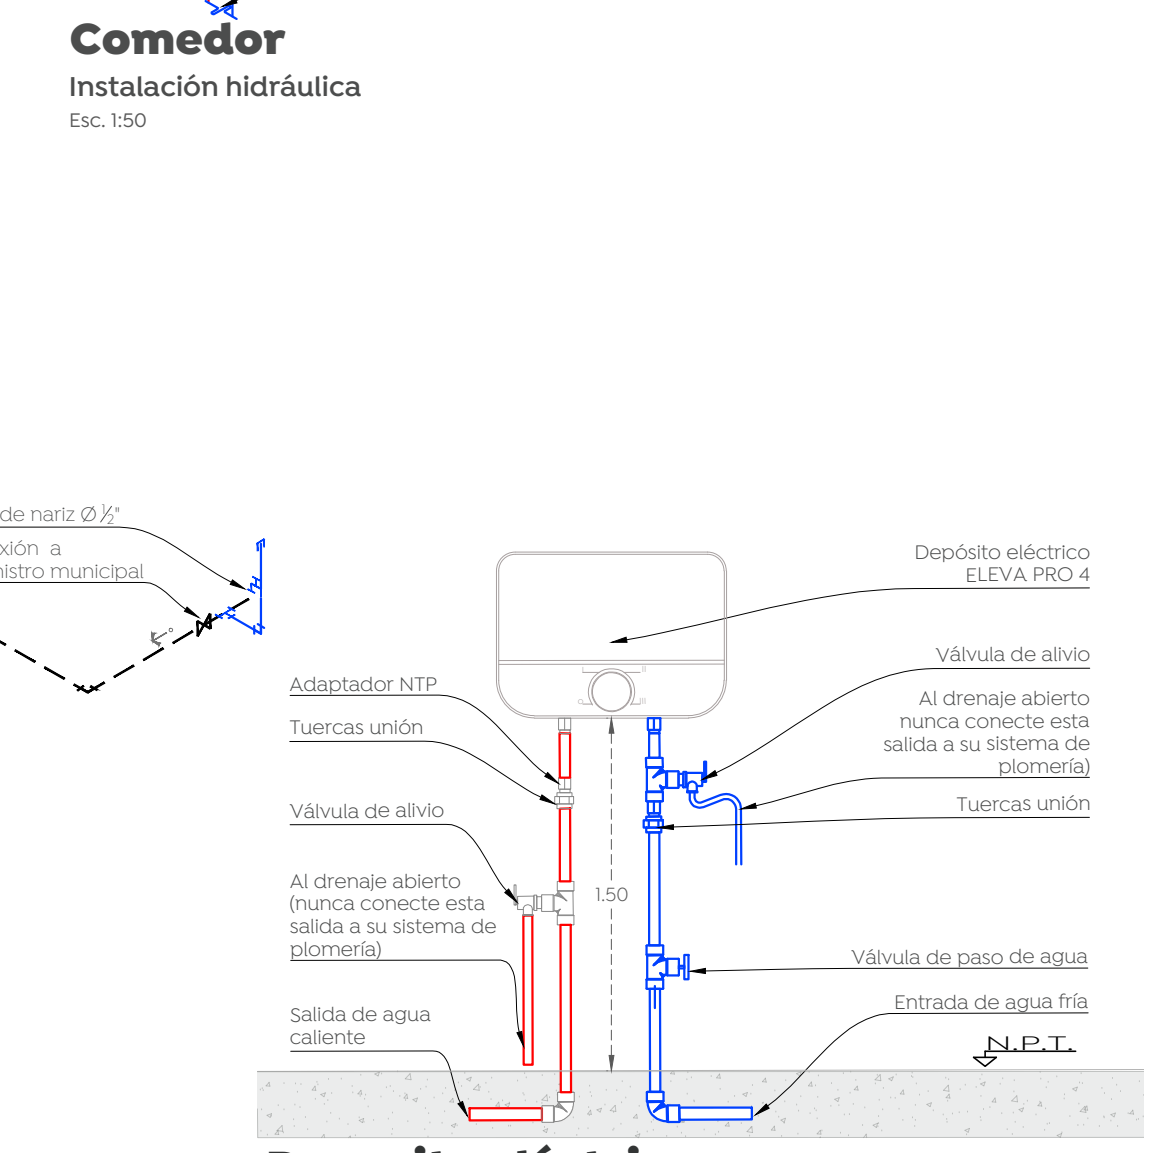 Comedor
Instalación hidráulica
Esc. 1:50
de nariz Ø ½"
a
municipal
Depósito eléctrico
ELEVA PRO 4
Válvula de alivio
Al drenaje abierto
nunca conecte esta
salida a su sistema de
plomería)
Tuercas unión
Válvula de paso de agua
Entrada de agua fría
N.P.T.
Adaptador NTP
Tuercas unión
Válvula de alivio
Al drenaje abierto
(nunca conecte esta
salida a su sistema de
plomería)
Salida de agua
caliente
1.50